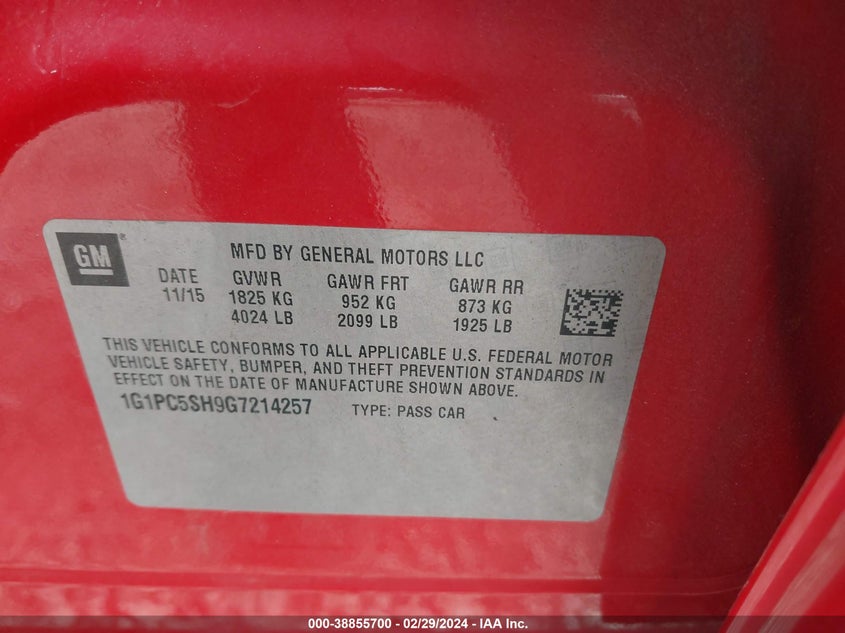 GM®
MFD BY GENERAL MOTORS LLC
DATE GVWR GAWR FRT GAWR RR
11/15 1825 KG 952 KG 873 KG
4024 LB 2099 LB 1925 LB
THIS VEHICLE CONFORMS TO ALL APPLICABLE U.S. FEDERAL MOTOR
VEHICLE SAFETY, BUMPER, AND THEFT PREVENTION STANDARDS IN
EFFECT ON THE DATE OF MANUFACTURE SHOWN ABOVE.
1G1PC5SH9G7214257 TYPE: PASS CAR
000-38855700 - 02/29/2024 - IAA Inc.